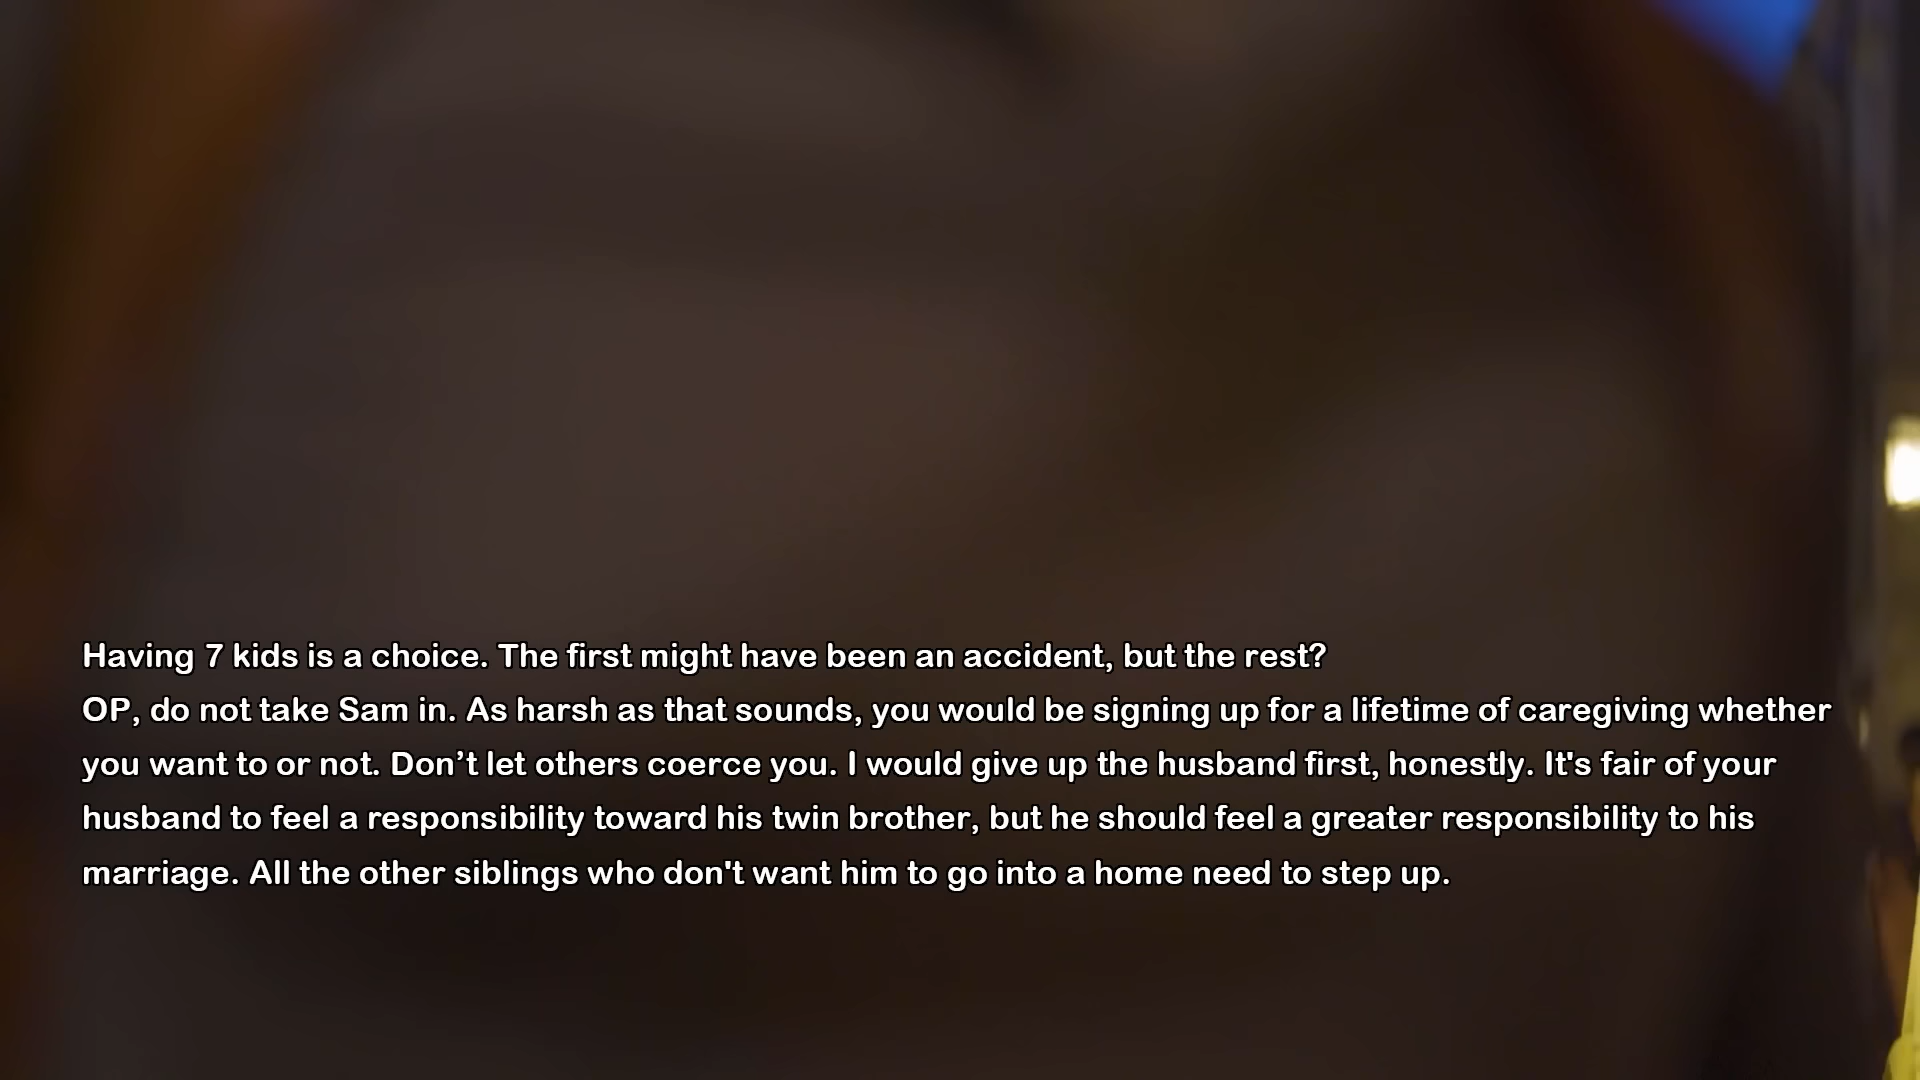 Having 7 kids is a choice. The first might have been an accident, but the rest?
OP, do not take Sam in. As harsh as that sounds, you would be signing up for a lifetime of caregiving whether
you want to or not. Don’t let others coerce you. I would give up the husband first, honestly. It's fair of your
husband to feel a responsibility toward his twin brother, but he should feel a greater responsibility to his
marriage. All the other siblings who don't want him to go into a home need to step up.